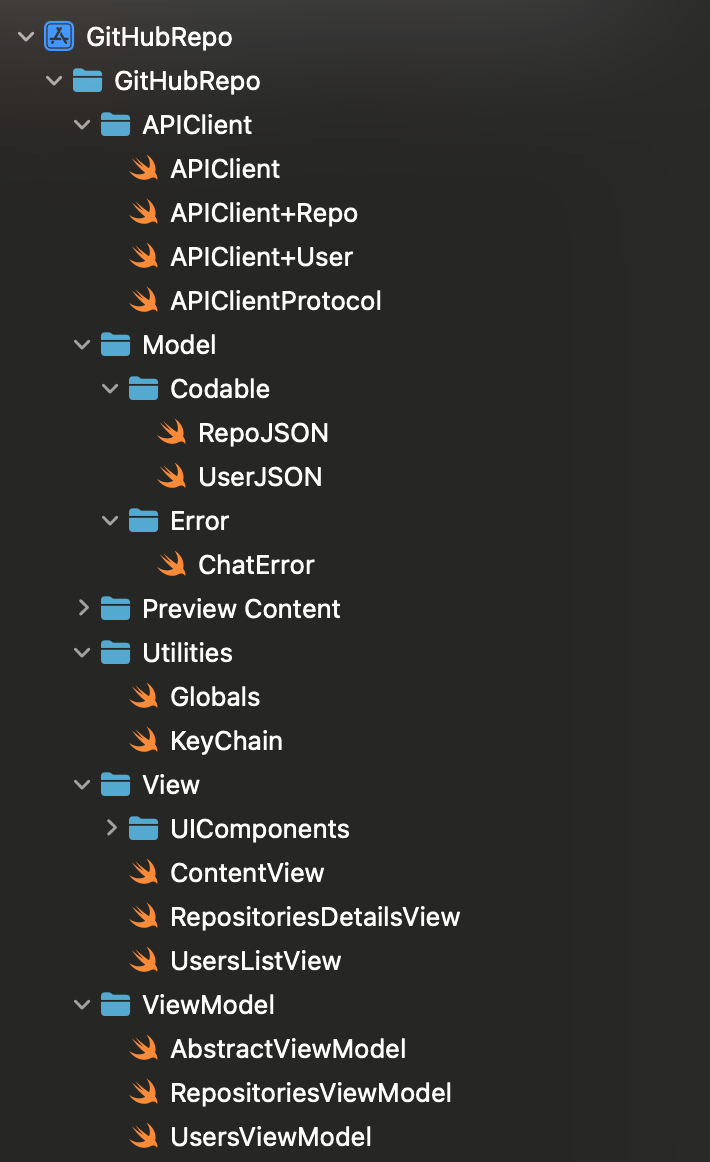 GitHubRepo
GitHubRepo
APIClient
APIClient
APIClient+Repo
APIClient+User
APIClientProtocol
Model
Codable
RepoJSON
UserJSON
Error
ChatError
Preview Content
Utilities
Globals
KeyChain
View
UIComponents
ContentView
RepositoriesDetailsView
UsersListView
ViewModel
AbstractViewModel
RepositoriesViewModel
UsersViewModel